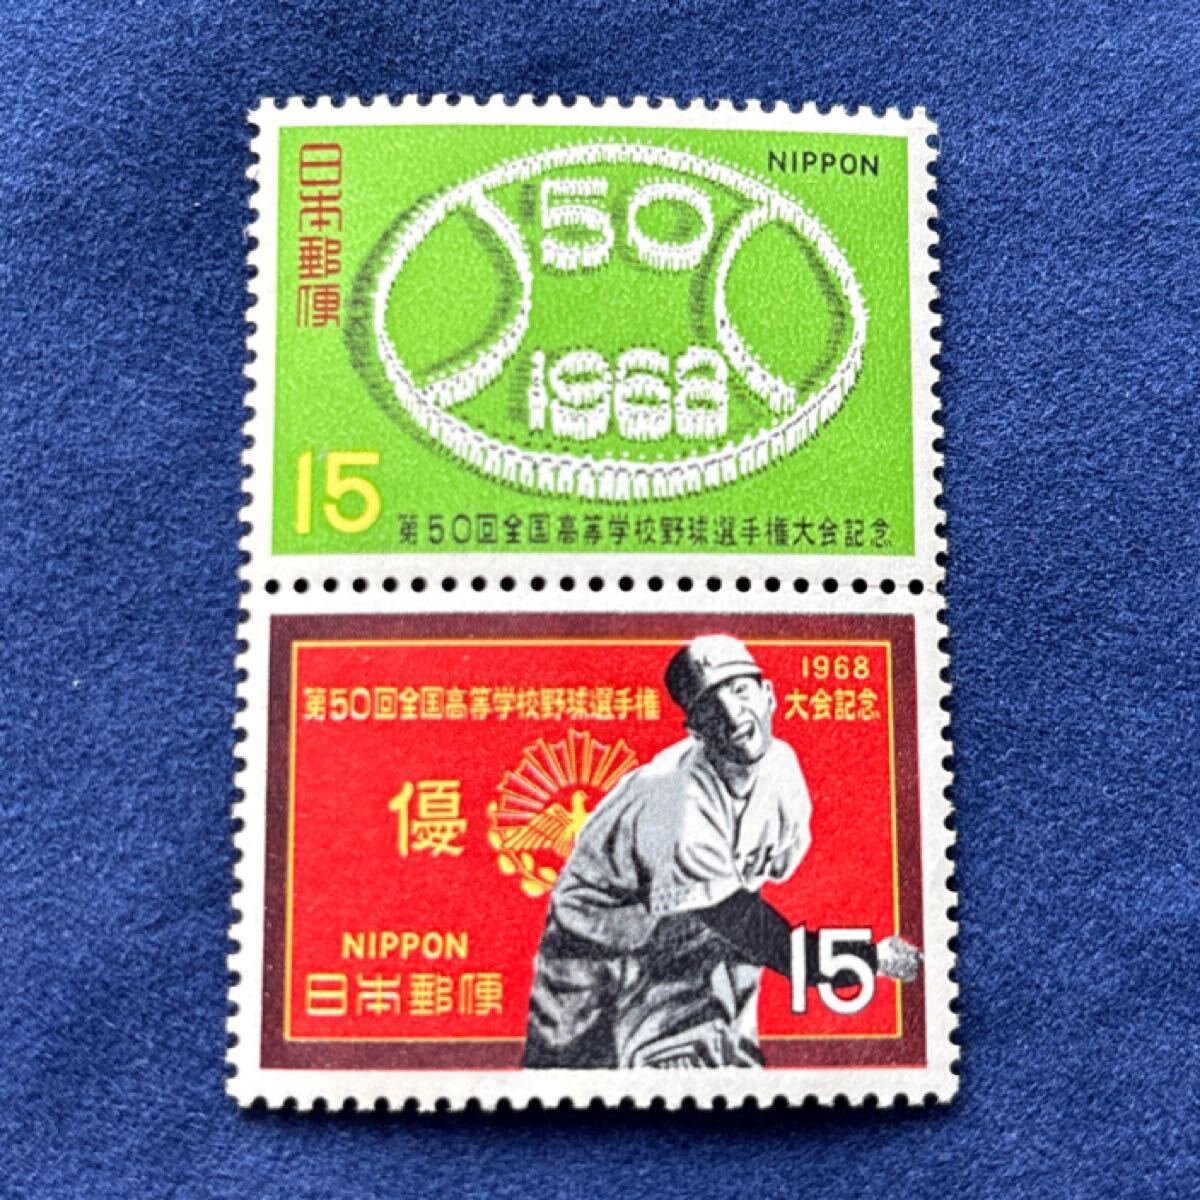 日本郵便
NIPPON
50
1968
15
第50回全国高等学校野球選手権大会記念
1968
第50回全国高等学校野球選手権
大会記念
優
NIPPON
日本郵便
15